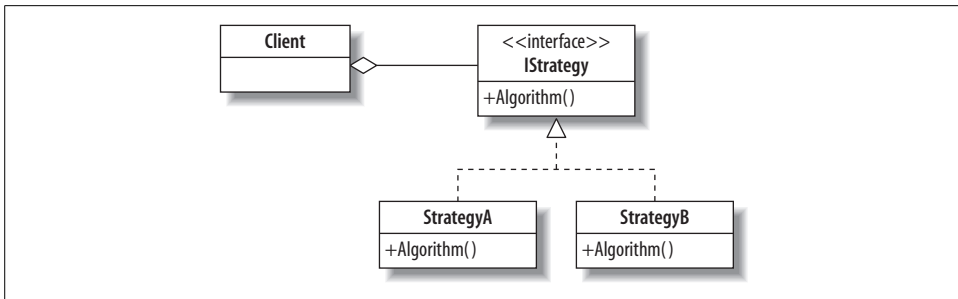 Client
<<interface>>
IStrategy
+Algorithm()
StrategyA
+Algorithm()
StrategyB
+Algorithm()